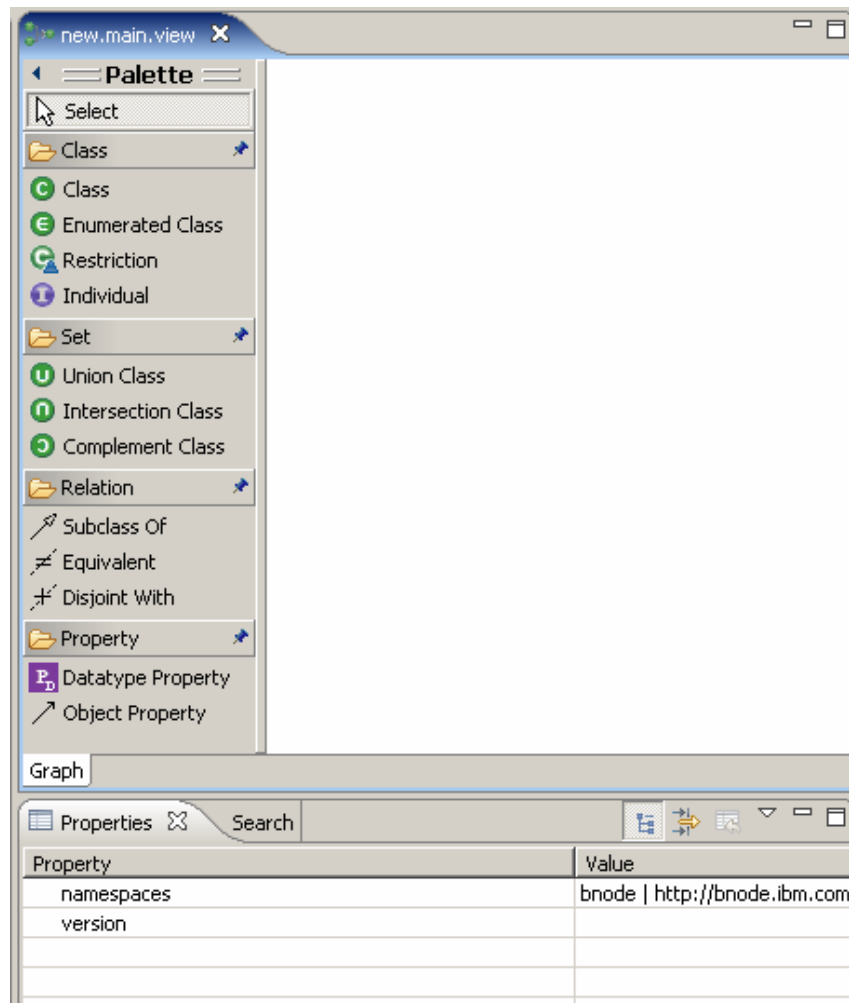 new.main.view
Palette
Select
Class
Class
Enumerated Class
Restriction
Individual
Set
Union Class
Intersection Class
Complement Class
Relation
Subclass Of
Equivalent
Disjoint With
Property
Datatype Property
Object Property
Graph
Properties Search
Property Value
namespaces bnode | http://bnode.ibm.com
version